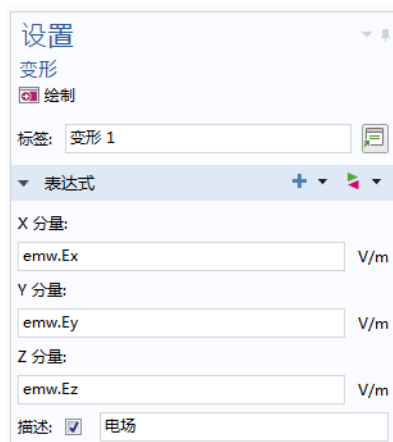 设置
变形
绘制
标签: 变形 1
表达式
X 分量:
emw.Ex V/m
Y 分量:
emw.Ey V/m
Z 分量:
emw.Ez V/m
描述: 电场